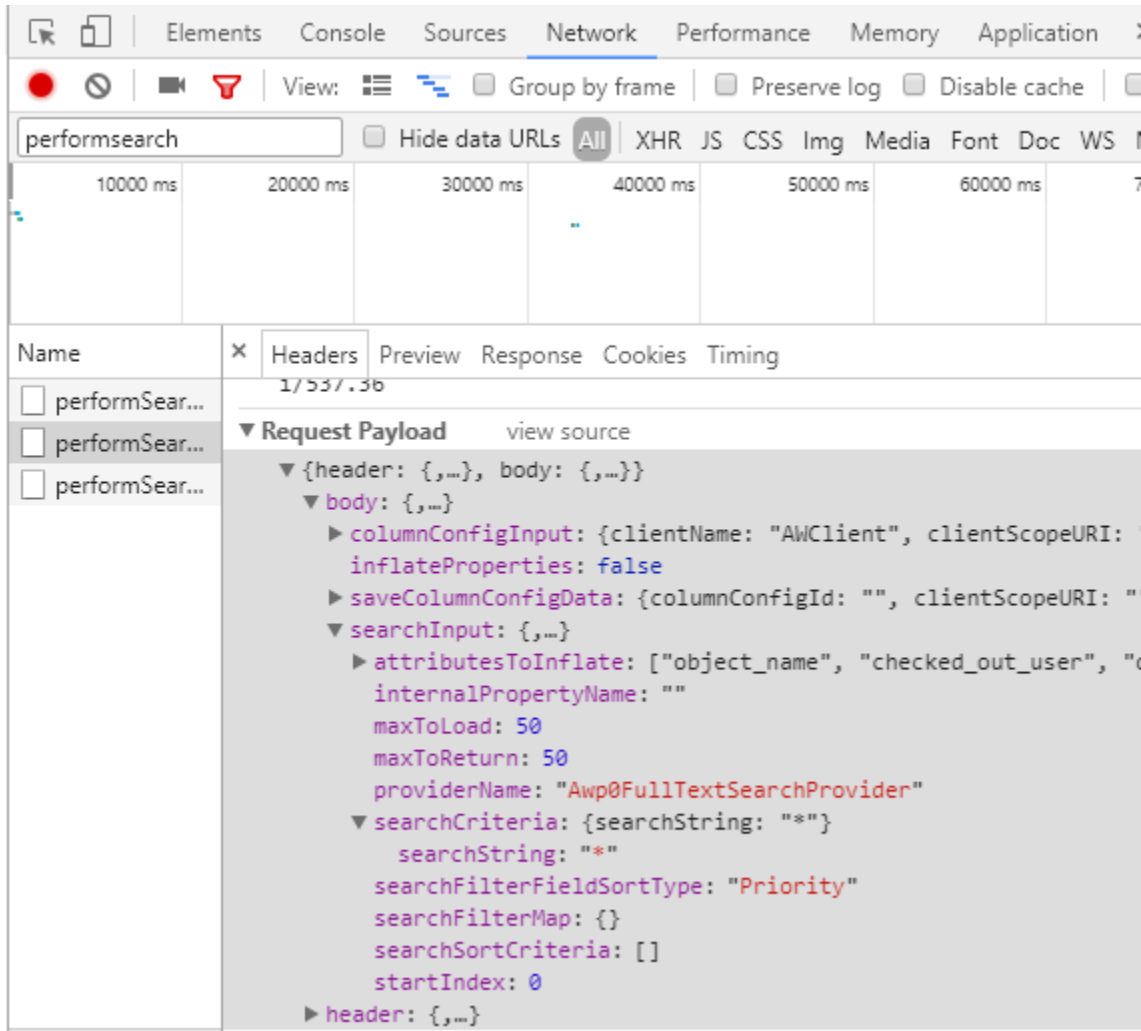 Elements Console Sources Network Performance Memory Application
View: Group by frame Preserve log Disable cache
performsearch Hide data URLs All XHR JS CSS Img Media Font Doc WS
10000 ms 20000 ms 30000 ms 40000 ms 50000 ms 60000 ms 7
Name × Headers Preview Response Cookies Timing
1/537.36
performSear...
▼ Request Payload view source
performSear...
▼ {header: {,…}, body: {,…}}
performSear...
▼ body: {,…}
▶ columnConfigInput: {clientName: "AWClient", clientScopeURI: "
inflateProperties: false
▶ saveColumnConfigData: {columnConfigId: "", clientScopeURI: "
▼ searchInput: {,…}
▶ attributesToInflate: ["object_name", "checked_out_user", "
internalPropertyName: ""
maxToLoad: 50
maxToReturn: 50
providerName: "Awp0FullTextSearchProvider"
▼ searchCriteria: {searchString: "*"}
searchString: "*"
searchFilterFieldSortType: "Priority"
searchFilterMap: {}
searchSortCriteria: []
startIndex: 0
▶ header: {,…}